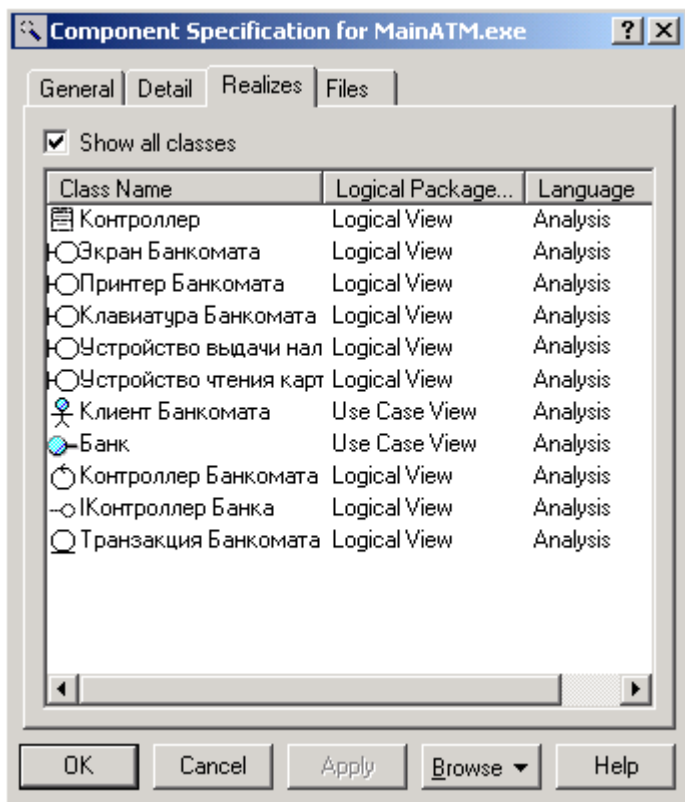 Component Specification for MainATM.exe
General Detail Realizes Files
Show all classes
Class Name Logical Package... Language
Контроллер Logical View Analysis
Экран Банкомата Logical View Analysis
Принтер Банкомата Logical View Analysis
Клавиатура Банкомата Logical View Analysis
Устройство выдачи нал Logical View Analysis
Устройство чтения карт Logical View Analysis
Клиент Банкомата Use Case View Analysis
Банк Use Case View Analysis
Контроллер Банкомата Logical View Analysis
IКонтроллер Банка Logical View Analysis
Транзакция Банкомата Logical View Analysis
OK Cancel Apply Browse Help